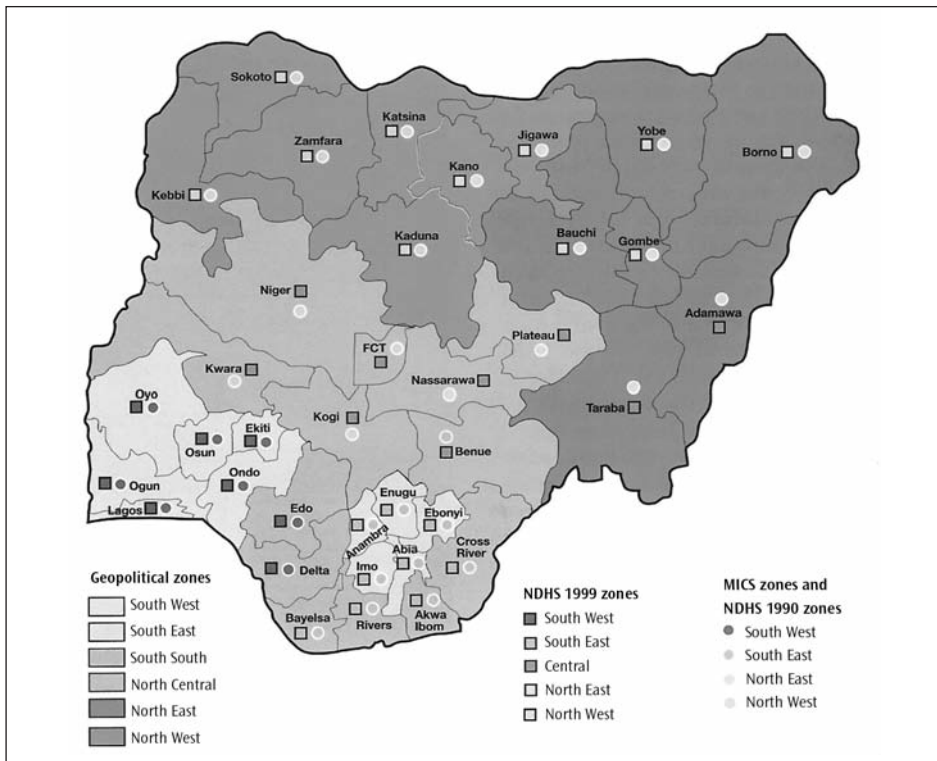 Sokoto
Katsina
Zamfara
Jigawa
Yobe
Kano
Borno
Kebbi
Kaduna
Bauchi
Gombe
Niger
Adamawa
Plateau
FCT
Kwara
Nassarawa
Taraba
Oyo
Kogi
Ekiti
Osun
Benue
Ondo
Ogun
Enugu
Lagos
Edo
Ebonyi
Anambra
Cross
River
Abia
Imo
Delta
Akwa
Ibom
Bayelsa
Rivers
Geopolitical zones
South West
South East
South South
North Central
North East
North West
NDHS 1999 zones
South West
South East
Central
North East
North West
MICS zones and
NDHS 1990 zones
South West
South East
North East
North West